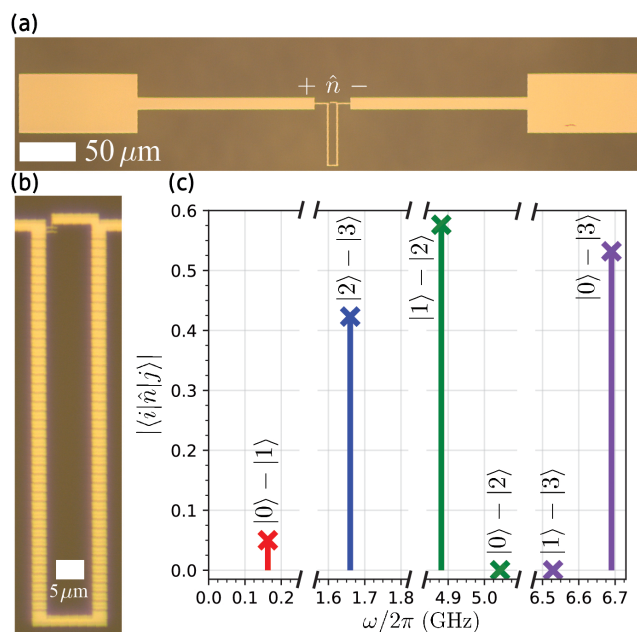 (a)
+ n̂ −
50 μm
(b)
5 μm
(c)
|⟨i|n̂|j⟩|
0.6
0.5
0.4
0.3
0.2
0.1
0.0
|0⟩ − |1⟩
|2⟩ − |3⟩
|1⟩ − |2⟩
|0⟩ − |2⟩
|1⟩ − |3⟩
|0⟩ − |3⟩
0.0 0.1 0.2 1.6 1.7 1.8 4.9 5.0 6.5 6.6 6.7
ω/2π (GHz)